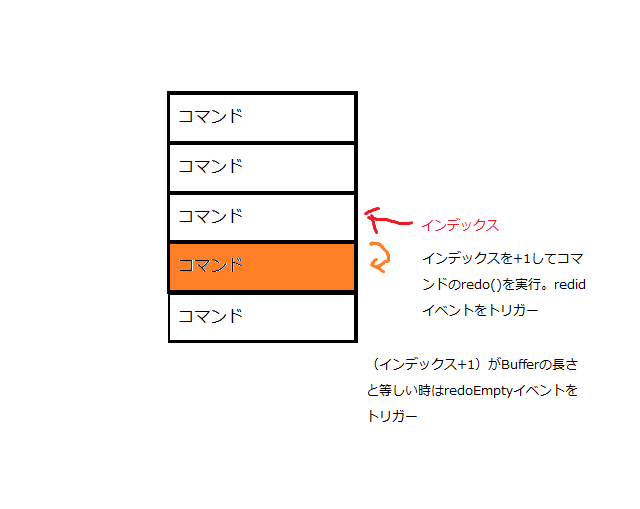 コマンド
コマンド
コマンド
インデックス
コマンド
インデックスを+1してコマ
ンドのredo()を実行。redid
イベントをトリガー
コマンド
（インデックス+1）がBufferの長さ
と等しい時はredoEmptyイベントを
トリガー